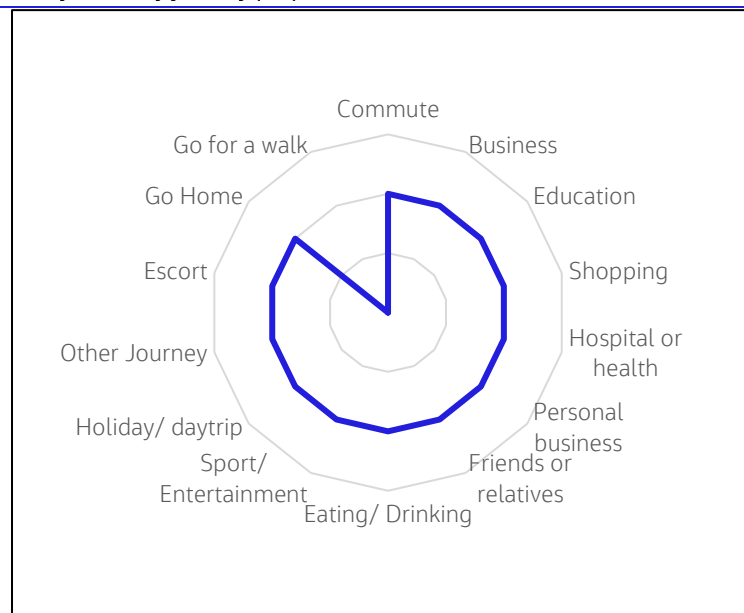 Commute
Go for a walk
Business
Go Home
Education
Escort
Shopping
Other Journey
Hospital or
health
Holiday/ daytrip
Personal
business
Sport/
Entertainment
Friends or
relatives
Eating/ Drinking